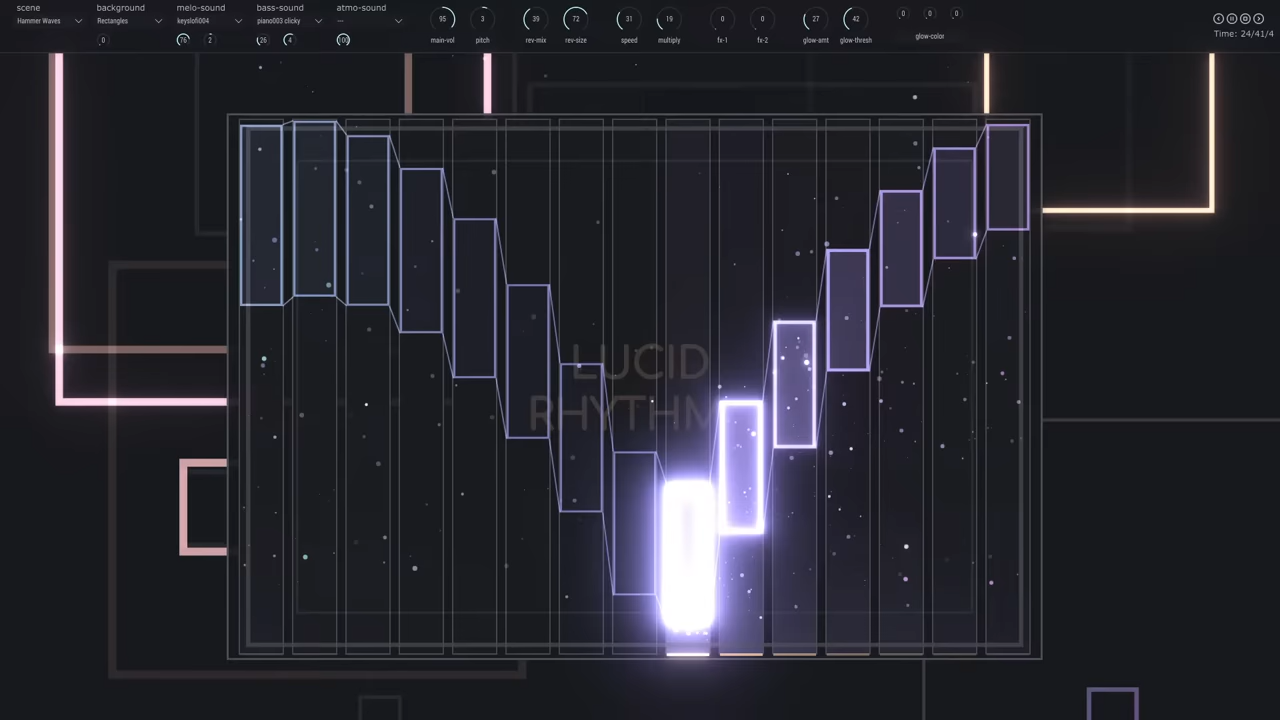 scene
Hammer Waves
background
Rectangles
0
melo-sound
keyslofi004
76
2
bass-sound
piano003 clicky
26
4
atmo-sound
---
100
95
main-vol
3
pitch
39
rev-mix
72
rev-size
31
speed
19
multiply
0
fx-1
0
fx-2
27
glow-amt
42
glow-thresh
0
0
0
glow-color
Time: 24/41/4
LUCID
RHYTHM